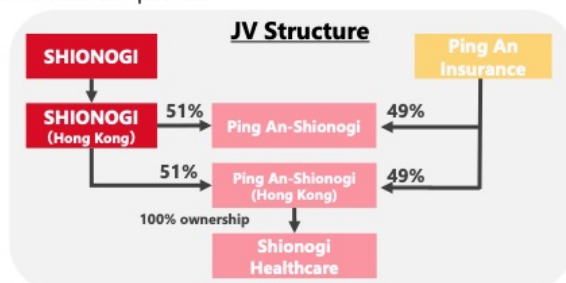 JV Structure
SHIONOGI
Ping An
Insurance
SHIONOGI
(Hong Kong)
51%
Ping An-Shionogi
49%
51%
Ping An-Shionogi
(Hong Kong)
49%
100% ownership
Shionogi
Healthcare